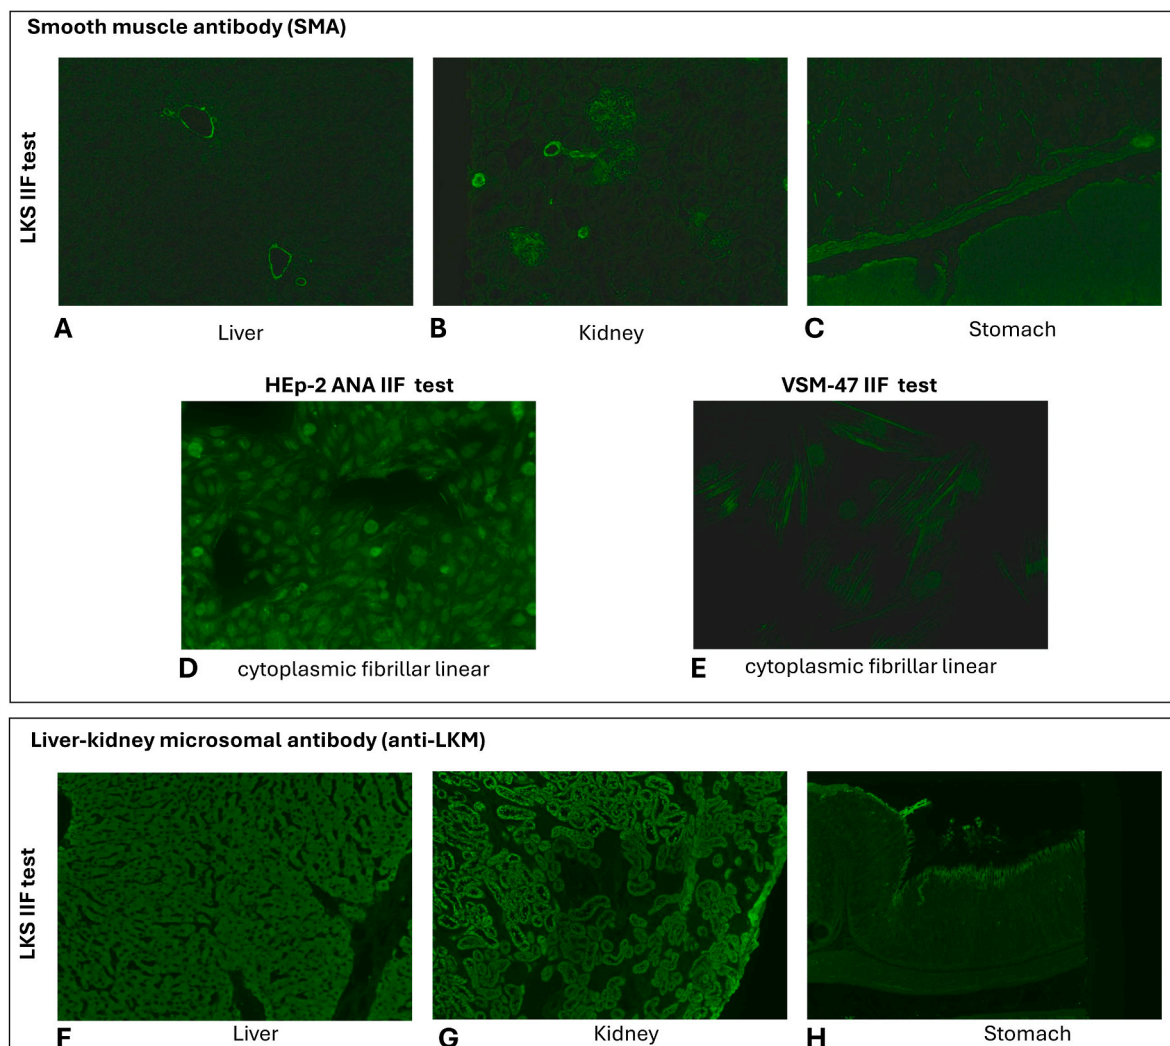 Smooth muscle antibody (SMA)
LKS IIF test
A
Liver
B
Kidney
C
Stomach
HEp-2 ANA IIF test
VSM-47 IIF test
D
cytoplasmic fibrillar linear
E
cytoplasmic fibrillar linear
Liver-kidney microsomal antibody (anti-LKM)
LKS IIF test
F
Liver
G
Kidney
H
Stomach